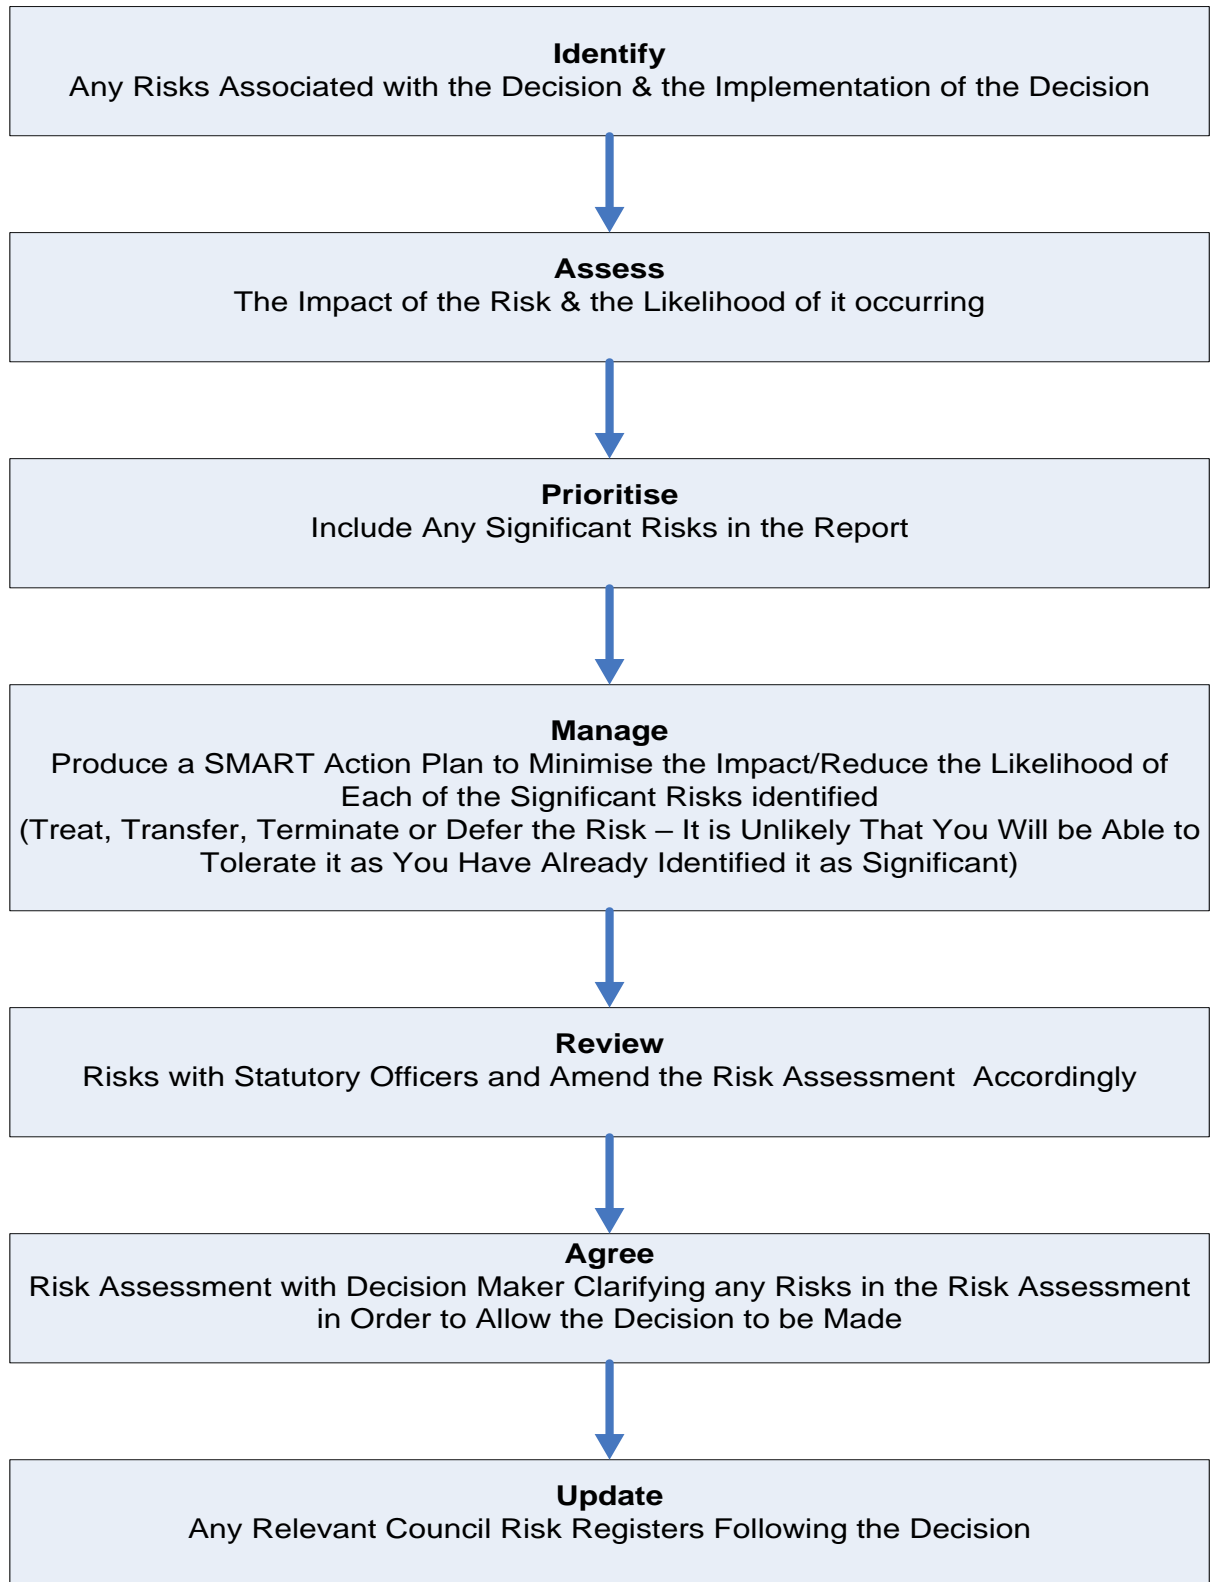 Identify
Any Risks Associated with the Decision & the Implementation of the Decision
Assess
The Impact of the Risk & the Likelihood of it occurring
Prioritise
Include Any Significant Risks in the Report
Manage
Produce a SMART Action Plan to Minimise the Impact/Reduce the Likelihood of
Each of the Significant Risks identified
(Treat, Transfer, Terminate or Defer the Risk – It is Unlikely That You Will be Able to
Tolerate it as You Have Already Identified it as Significant)
Review
Risks with Statutory Officers and Amend the Risk Assessment  Accordingly
Agree
Risk Assessment with Decision Maker Clarifying any Risks in the Risk Assessment
in Order to Allow the Decision to be Made
Update
Any Relevant Council Risk Registers Following the Decision